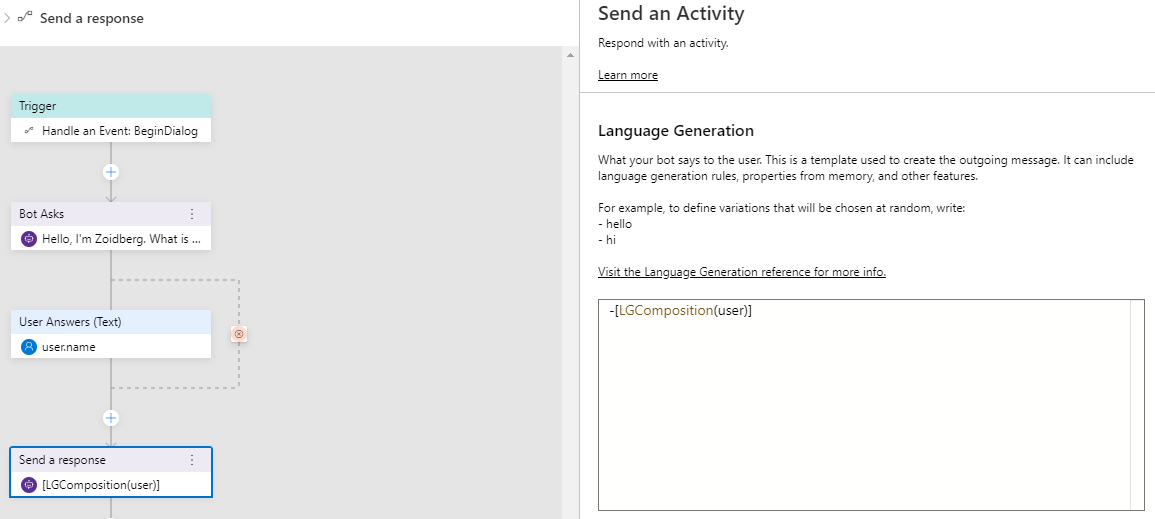 Send a response
Trigger
Handle an Event: BeginDialog
Bot Asks
Hello, I'm Zoidberg. What is ...
User Answers (Text)
user.name
Send a response
[LGComposition(user)]
Send an Activity
Respond with an activity.
Learn more
Language Generation
What your bot says to the user. This is a template used to create the outgoing message. It can include
language generation rules, properties from memory, and other features.
For example, to define variations that will be chosen at random, write:
- hello
- hi
Visit the Language Generation reference for more info.
-[LGComposition(user)]